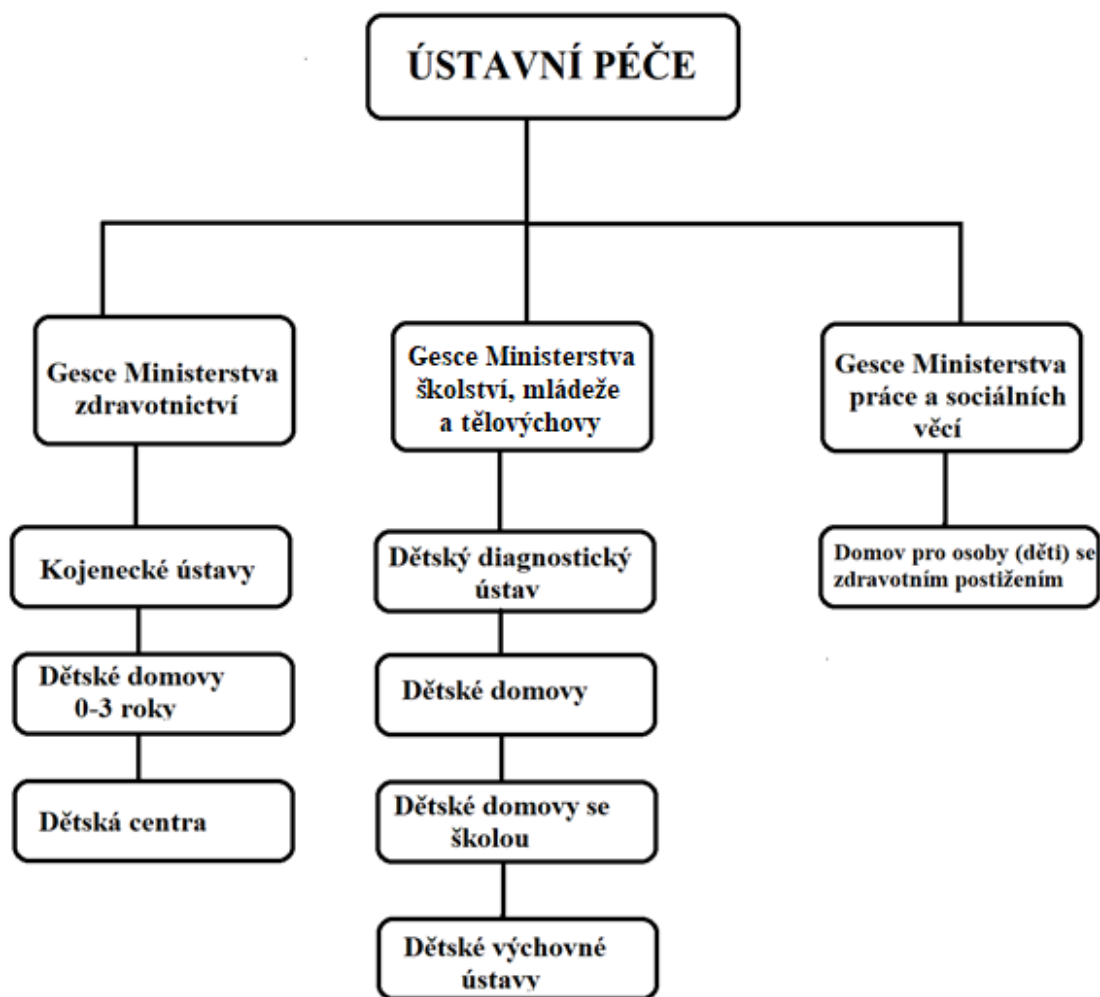 ÚSTAVNÍ PÉČE
Gesce Ministerstva
zdravotnictví
Kojenecké ústavy
Dětské domovy
0-3 roky
Dětská centra
Gesce Ministerstva
školství, mládeže
a tělovýchovy
Dětský diagnostický
ústav
Dětské domovy
Dětské domovy se
školou
Dětské výchovné
ústavy
Gesce Ministerstva
práce a sociálních
věcí
Domov pro osoby (děti) se
zdravotním postižením